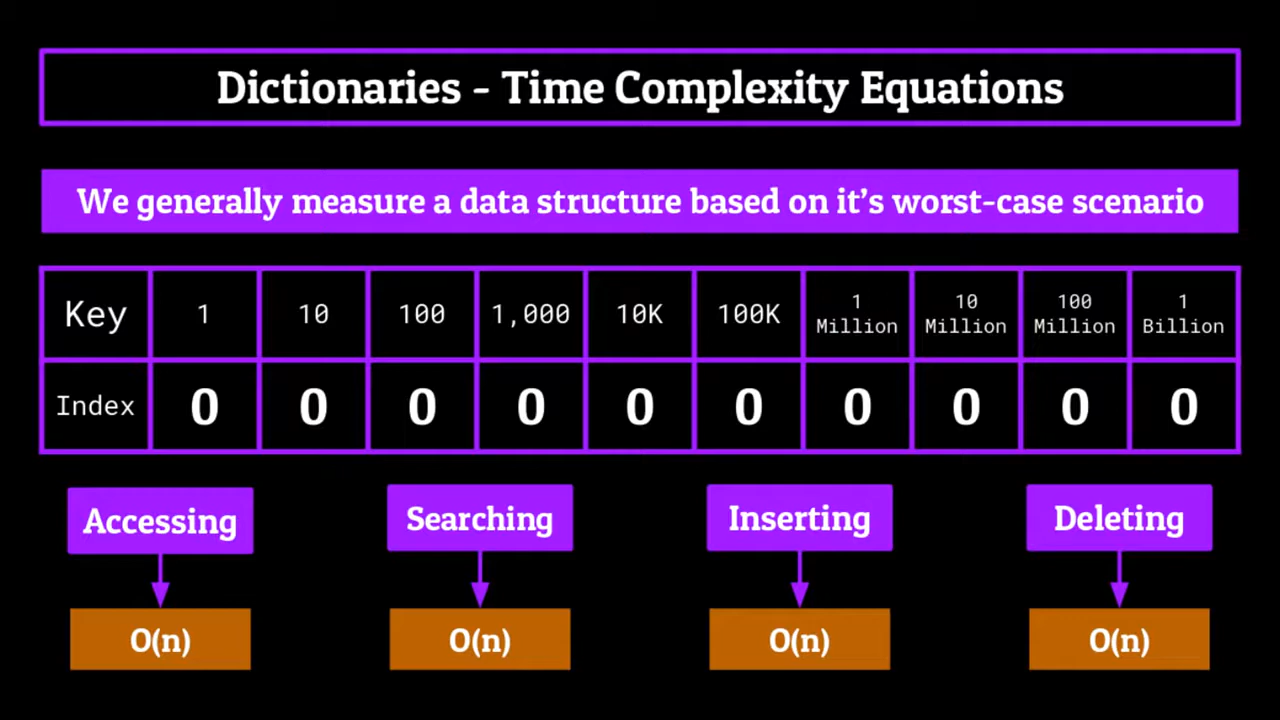 Dictionaries - Time Complexity Equations
We generally measure a data structure based on it's worst-case scenario
Key 1 10 100 1,000 10K 100K 1 Million 10 Million 100 Million 1 Billion
Index 0 0 0 0 0 0 0 0 0 0
Accessing Searching Inserting Deleting
O(n) O(n) O(n) O(n)